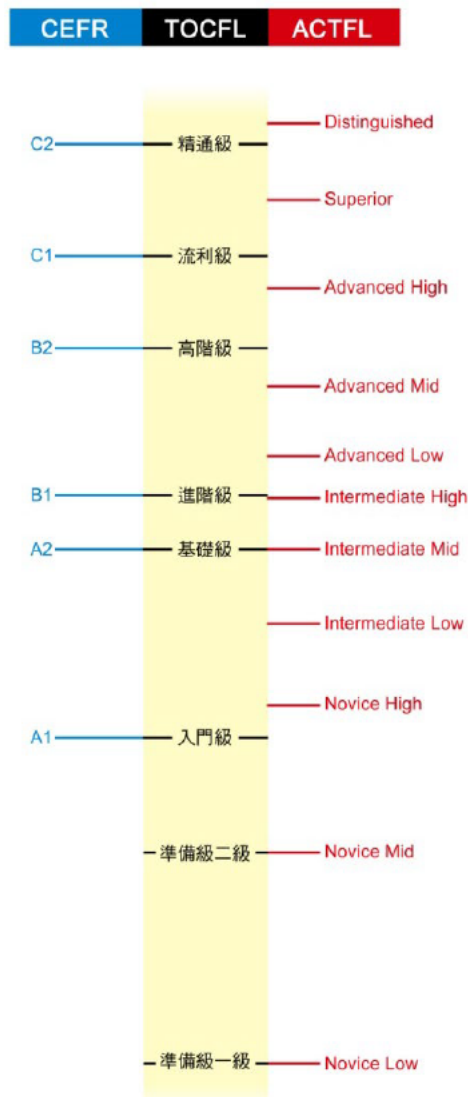 CEFR TOCFL ACTFL
Distinguished
C2 精通級
Superior
C1 流利級
Advanced High
B2 高階級
Advanced Mid
Advanced Low
B1 進階級 Intermediate High
A2 基礎級 Intermediate Mid
Intermediate Low
Novice High
A1 入門級
準備級二級 Novice Mid
準備級一級 Novice Low